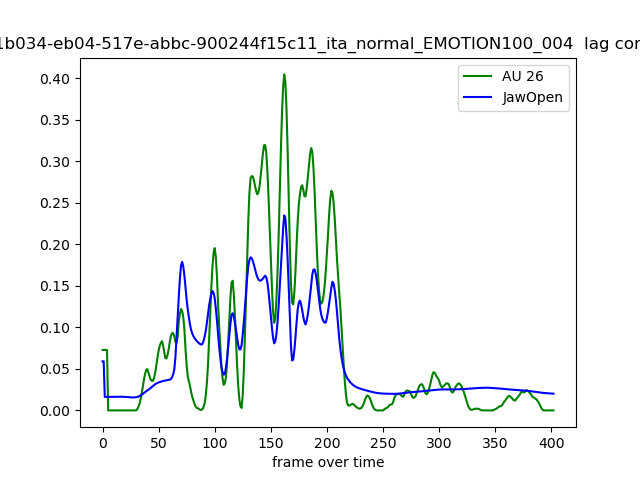 1b034-eb04-517e-abbc-900244f15c11_ita_normal_EMOTION100_004 lag cor
AU 26
JawOpen
0.40
0.35
0.30
0.25
0.20
0.15
0.10
0.05
0.00
0 50 100 150 200 250 300 350 400
frame over time